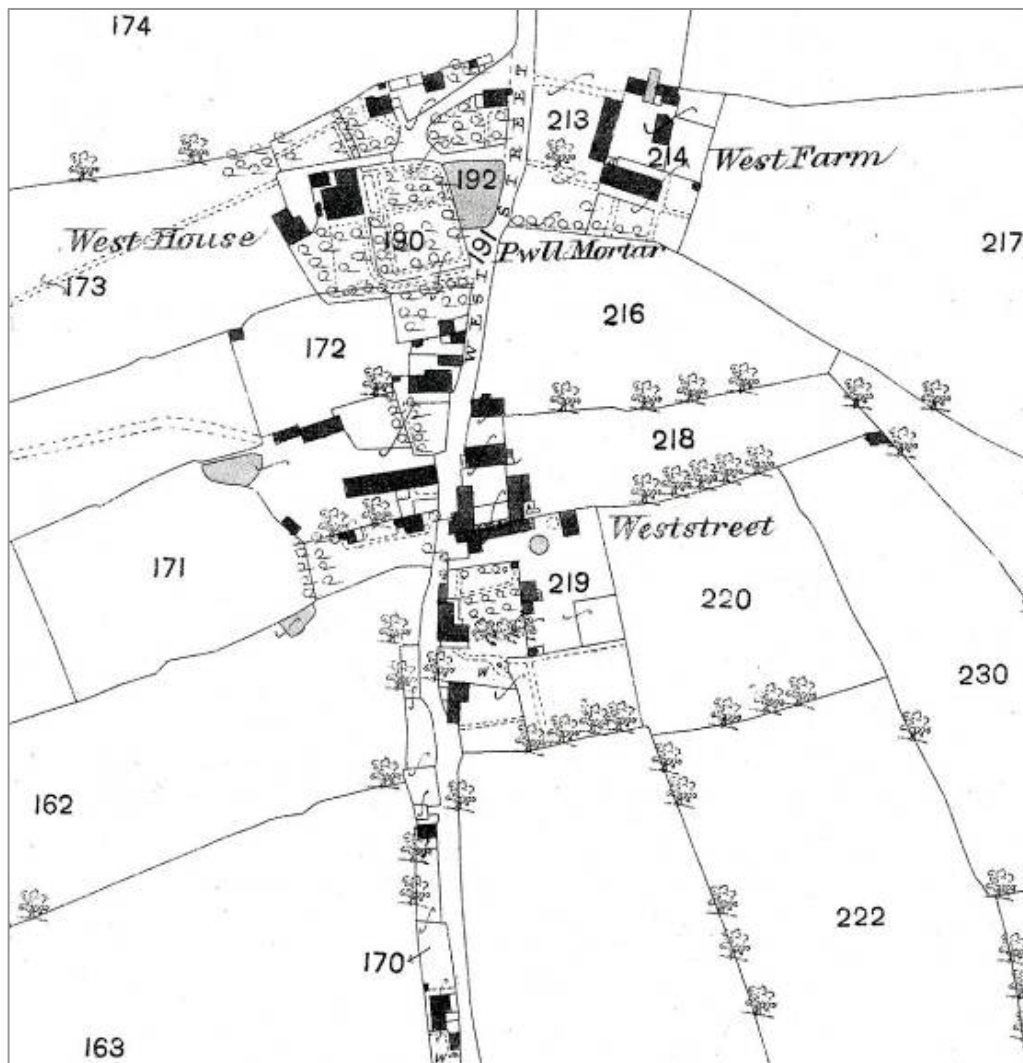 174
213
214
West Farm
192
WEST STREET
191
West House
190
Pwll Mortar
217
173
216
172
218
Weststreet
171
219
220
230
W
162
222
170
163
W